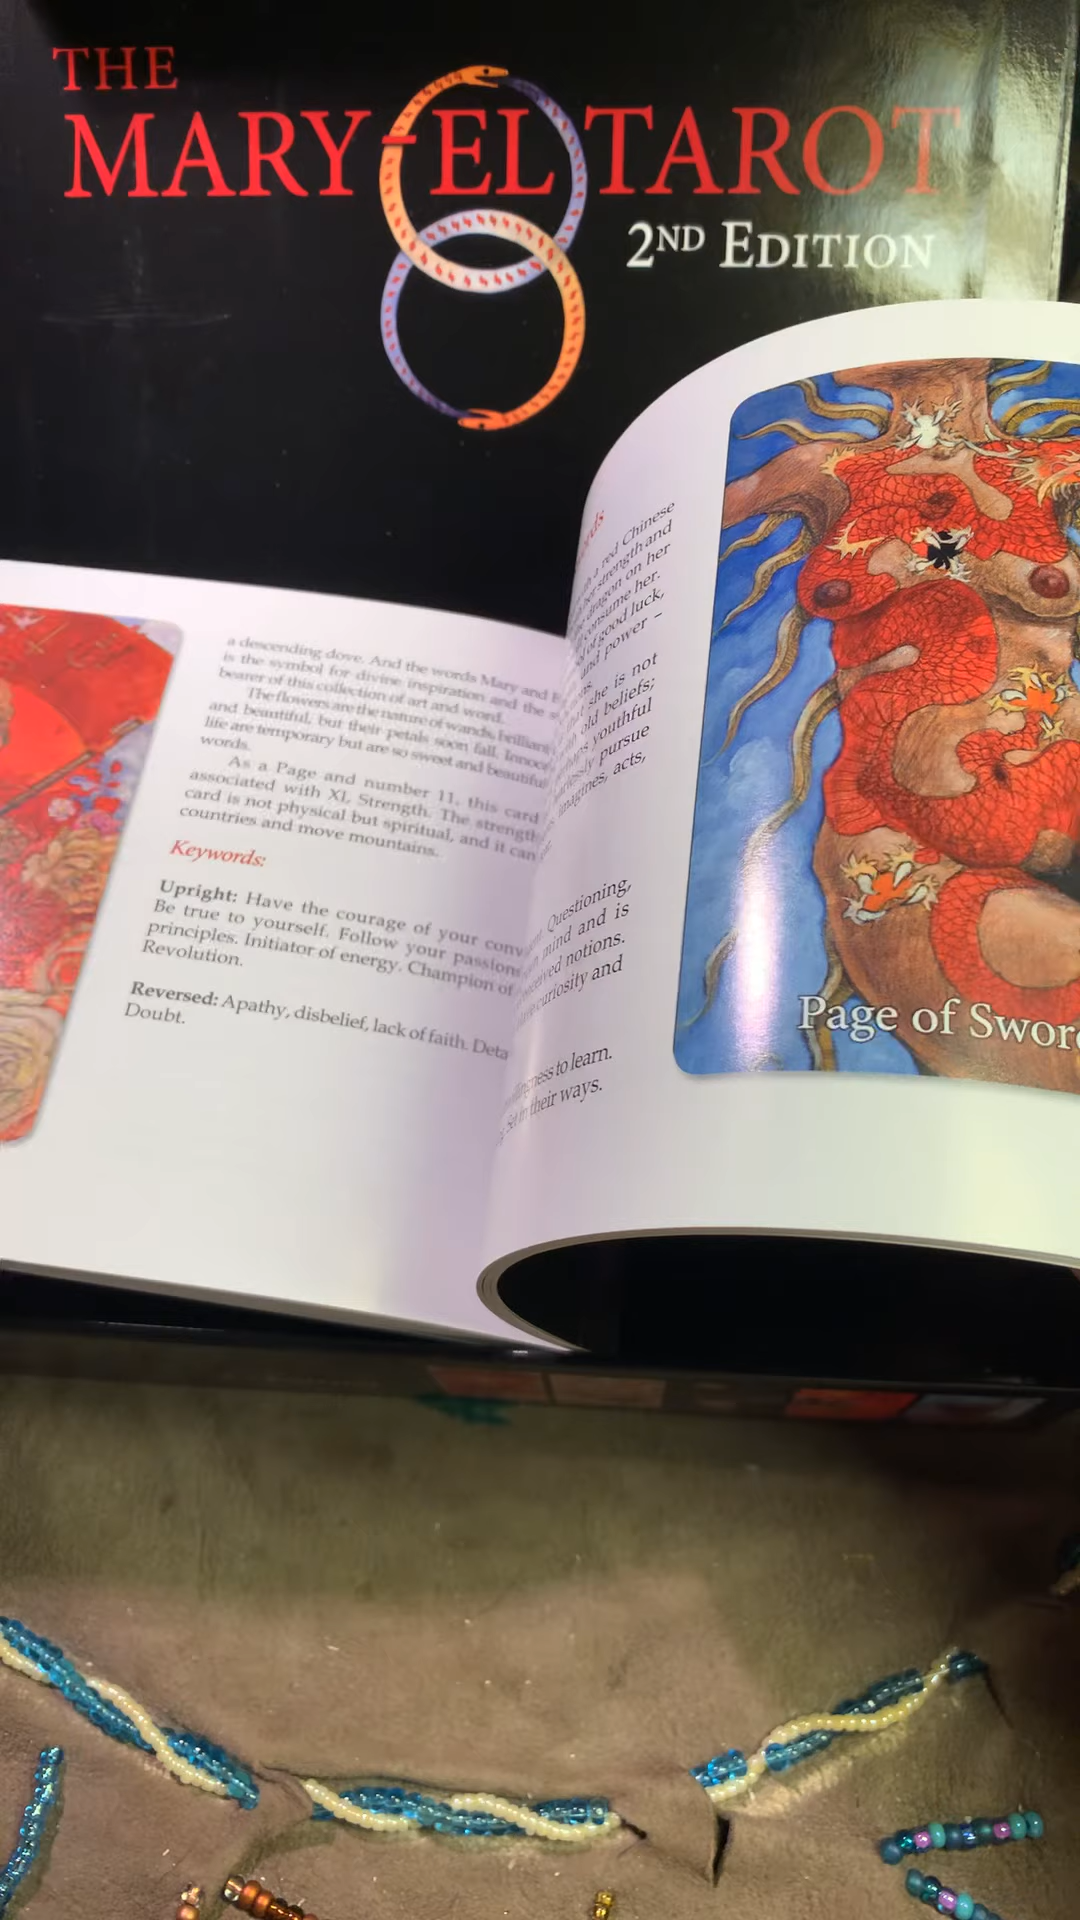 THE
MARY-EL TAROT
2ND EDITION
a descending dove. And the words Mary and
is the symbol for divine inspiration and the
bearer of this collection of art and word.
The flowers are the nature of wands, brilliant
and beautiful, but their petals soon fall. Innoce
life are temporary but are so sweet and beautiful
words.
As a Page and number 11, this card
associated with XI, Strength. The strength
card is not physical but spiritual, and it can
countries and move mountains.
Keywords:
Upright: Have the courage of your conv
Be true to yourself. Follow your passions
principles. Initiator of energy. Champion of
Revolution.
Reversed: Apathy, disbelief, lack of faith. Deta
Doubt.
a red Chinese
her strength and
dragon on her
consume her.
of good luck,
and power –
she is not
old beliefs;
youthful
pursue
imagines, acts,
Questioning,
mind and is
notions.
curiosity and
to learn.
Set in their ways.
Page of Sword